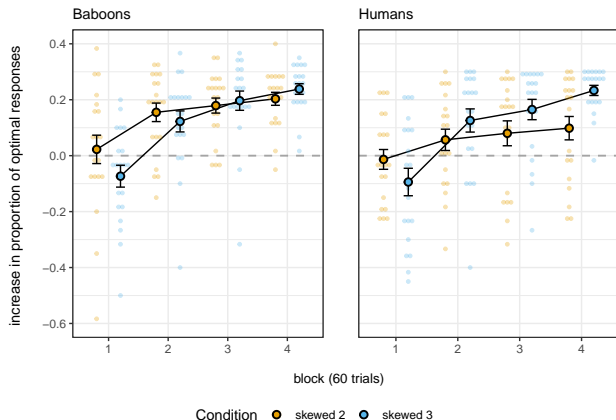 Baboons
Humans
increase in proportion of optimal responses
0.4
0.2
0.0
−0.2
−0.4
−0.6
1 2 3 4
1 2 3 4
block (60 trials)
Condition skewed 2 skewed 3